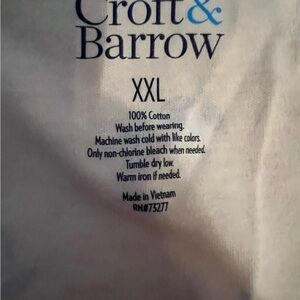 Croft&
Barrow
XXL
100% Cotton
Wash before wearing.
Machine wash cold with like colors.
Only non-chlorine bleach when needed.
Tumble dry low.
Warm iron if needed.
Made in Vietnam
RN#73277